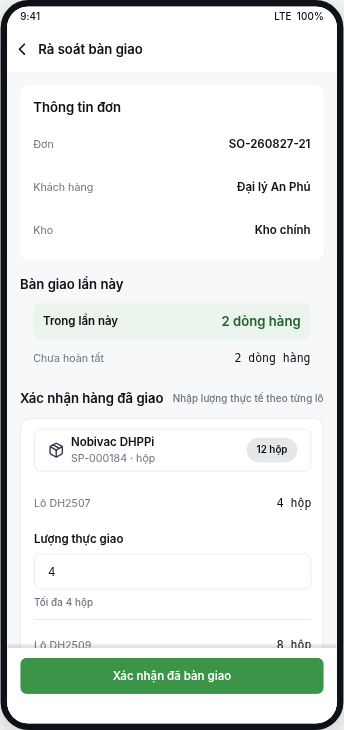 9:41 LTE 100%
Rà soát bàn giao
Thông tin đơn
Đơn SO-260827-21
Khách hàng Đại lý An Phú
Kho Kho chính
Bàn giao lần này
Trong lần này 2 dòng hàng
Chưa hoàn tất 2 dòng hàng
Xác nhận hàng đã giao Nhập lượng thực tế theo từng lô
Nobivac DHPPi
SP-000184 · hộp
12 hộp
Lô DH2507 4 hộp
Lượng thực giao
4
Tối đa 4 hộp
Lô DH2509 8 hộp
Xác nhận đã bàn giao